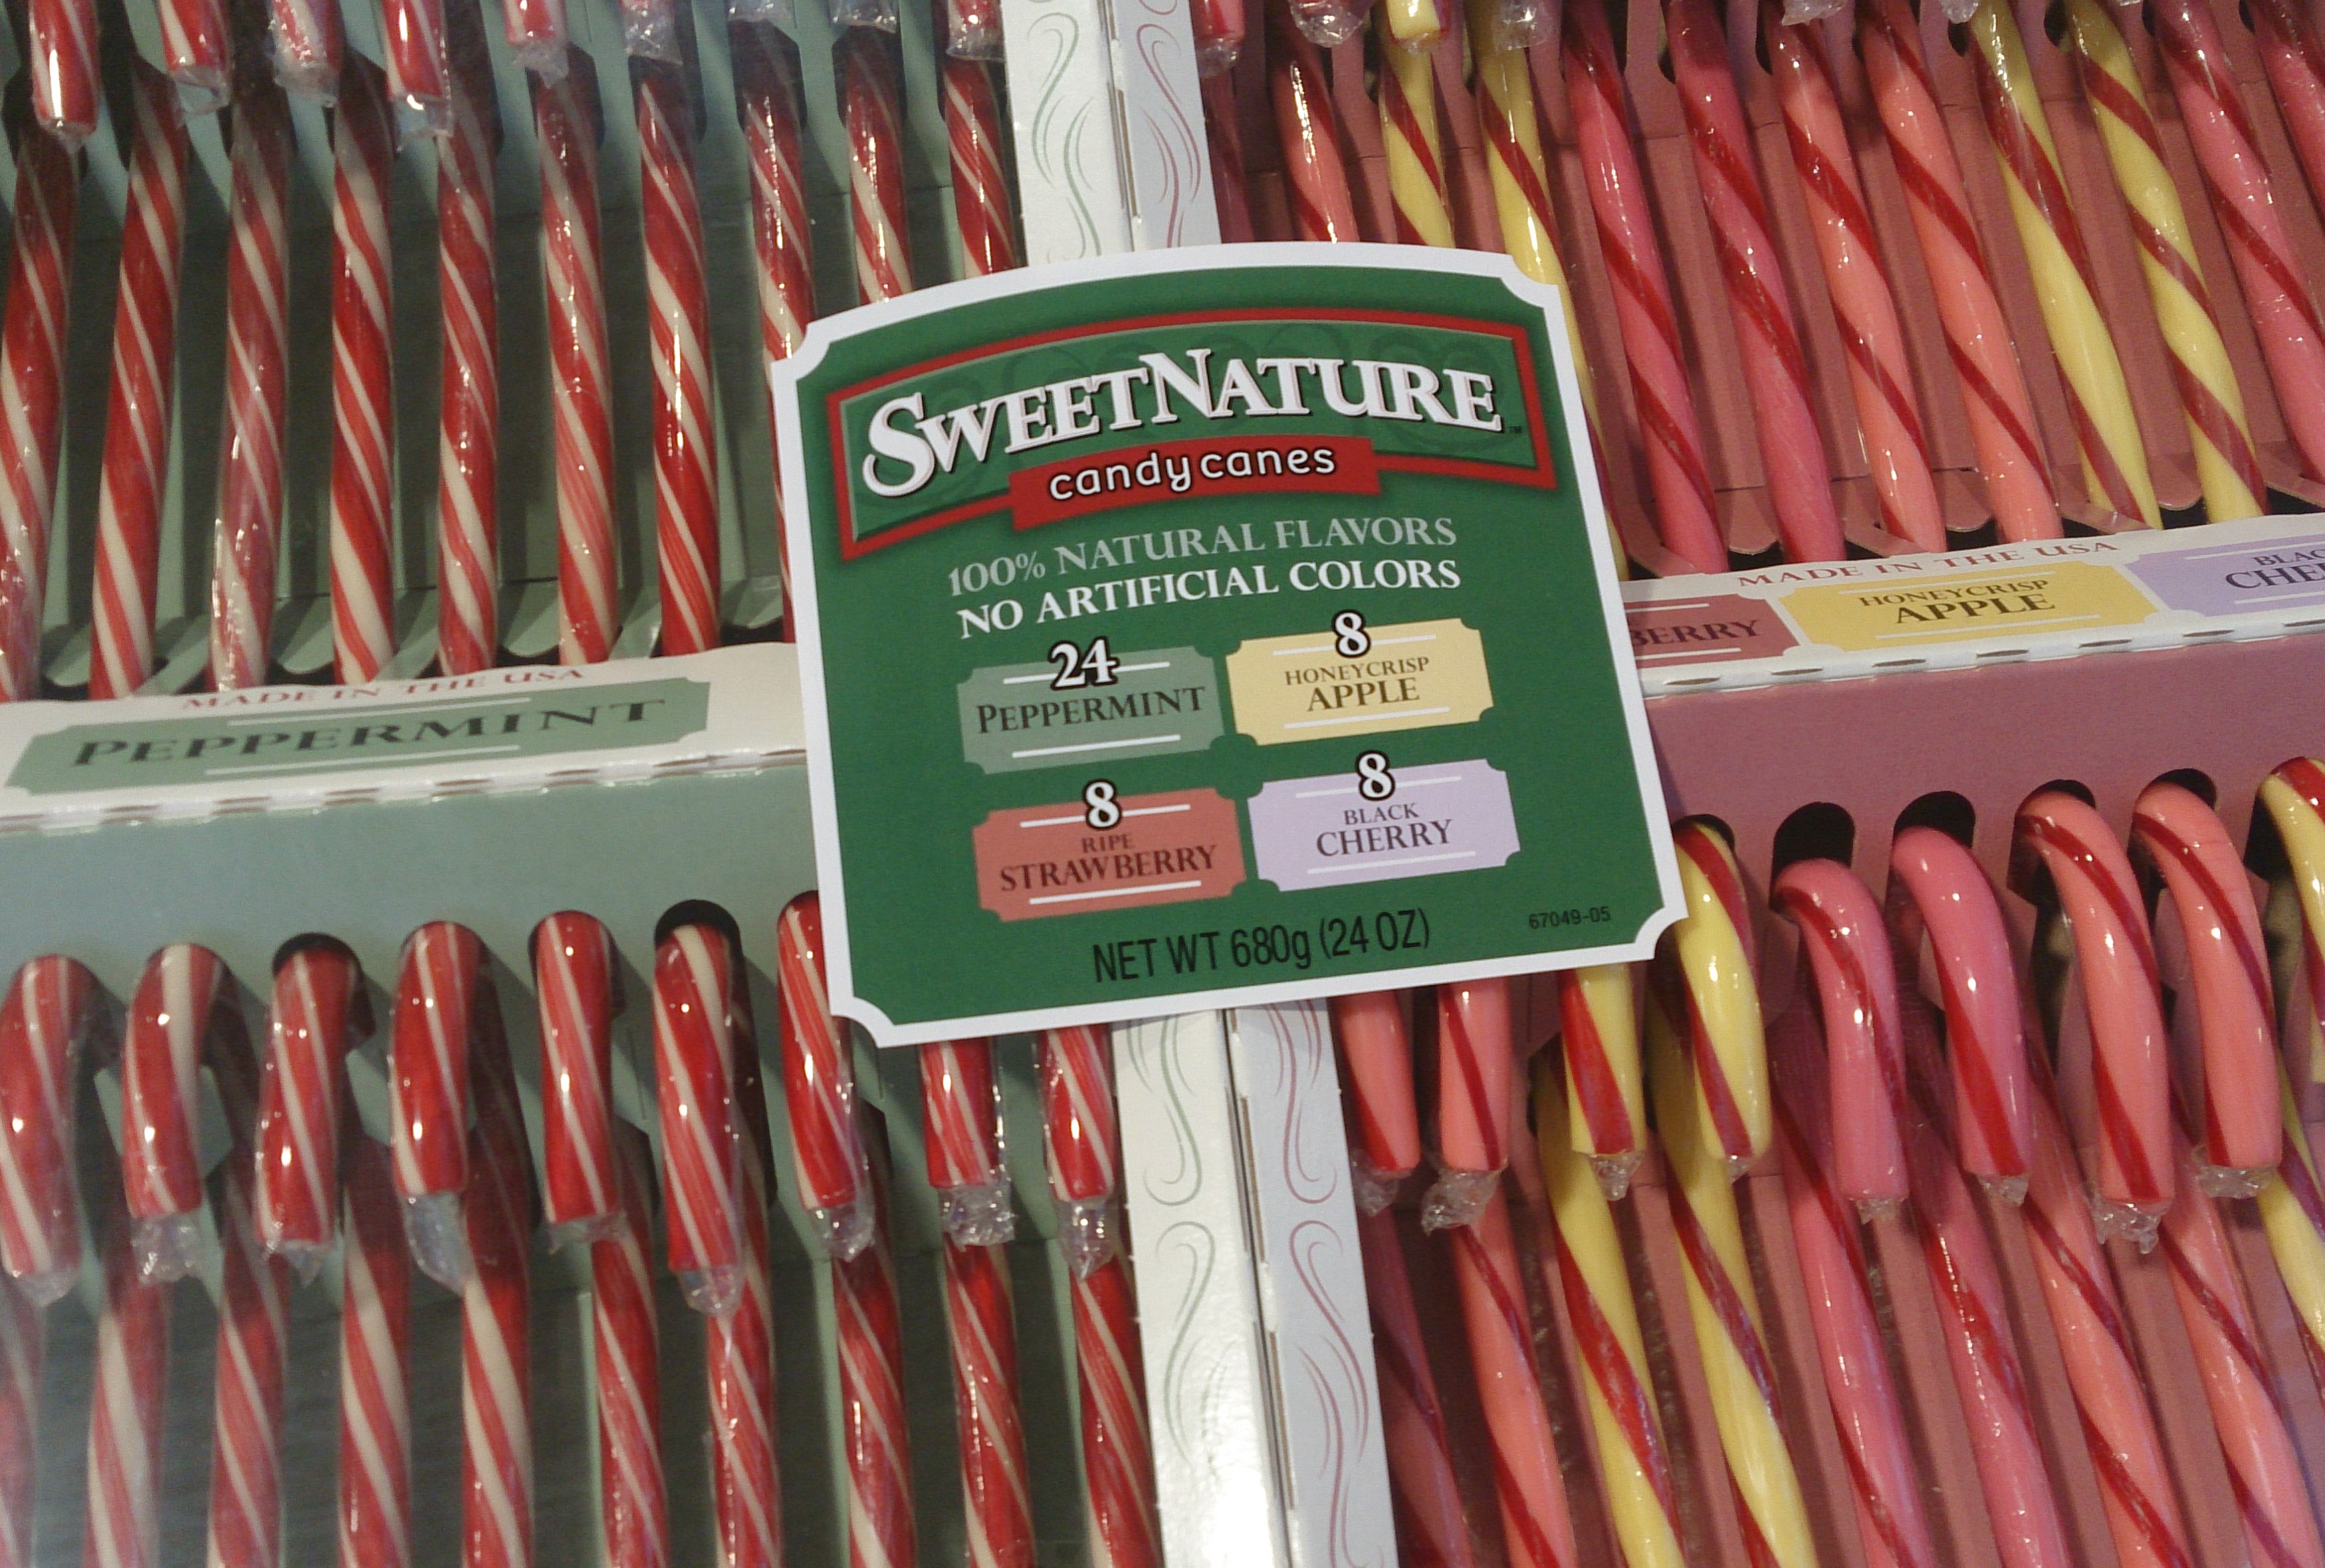 SWEETNATURE™
candy canes
100% NATURAL FLAVORS
NO ARTIFICIAL COLORS
24
PEPPERMINT
8
HONEYCRISP
APPLE
8
RIPE
STRAWBERRY
8
BLACK
CHERRY
67049-05
NET WT 680g (24 OZ)
MADE IN THE USA
PEPPERMINT
MADE IN THE USA
BERRY
HONEYCRISP
APPLE
BLAC
CHE